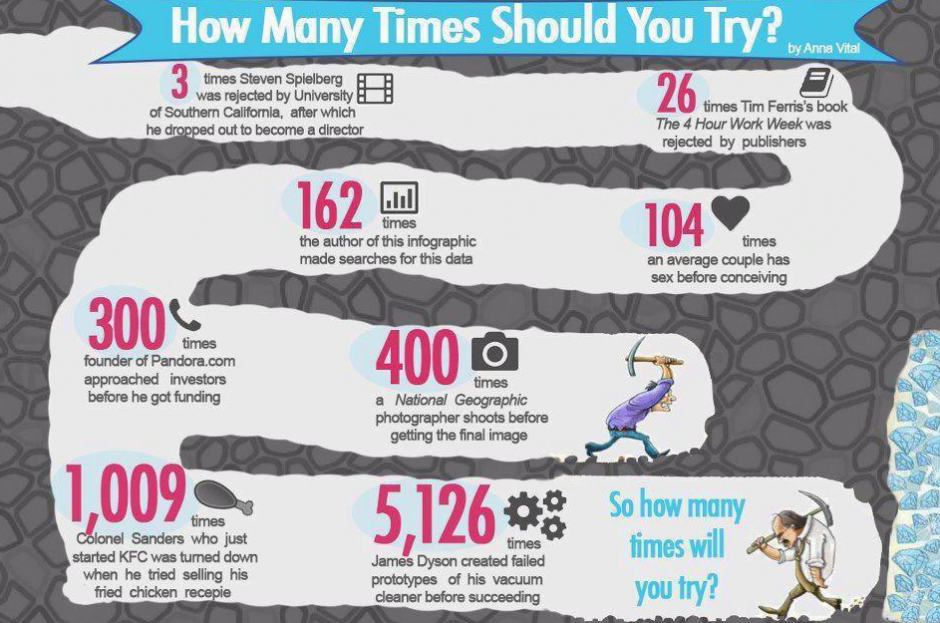 How Many Times Should You Try?
by Anna Vital
3 times Steven Spielberg
was rejected by University
of Southern California, after which
he dropped out to become a director
26 times Tim Ferris's book
The 4 Hour Work Week was
rejected by publishers
104 times
an average couple has
sex before conceiving
162 times
the author of this infographic
made searches for this data
300 times
founder of Pandora.com
approached investors
before he got funding
400 times
a National Geographic
photographer shoots before
getting the final image
1,009 times
Colonel Sanders who just
started KFC was turned down
when he tried selling his
fried chicken recepie
5,126 times
James Dyson created failed
prototypes of his vacuum
cleaner before succeeding
So how many
times will
you try?